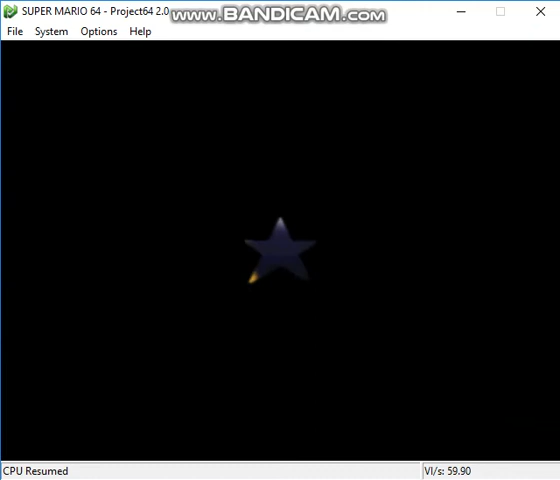 SUPER MARIO 64 - Project64 2.0
www.BANDICAM.com
File System Options Help
CPU Resumed VI/s: 59.90